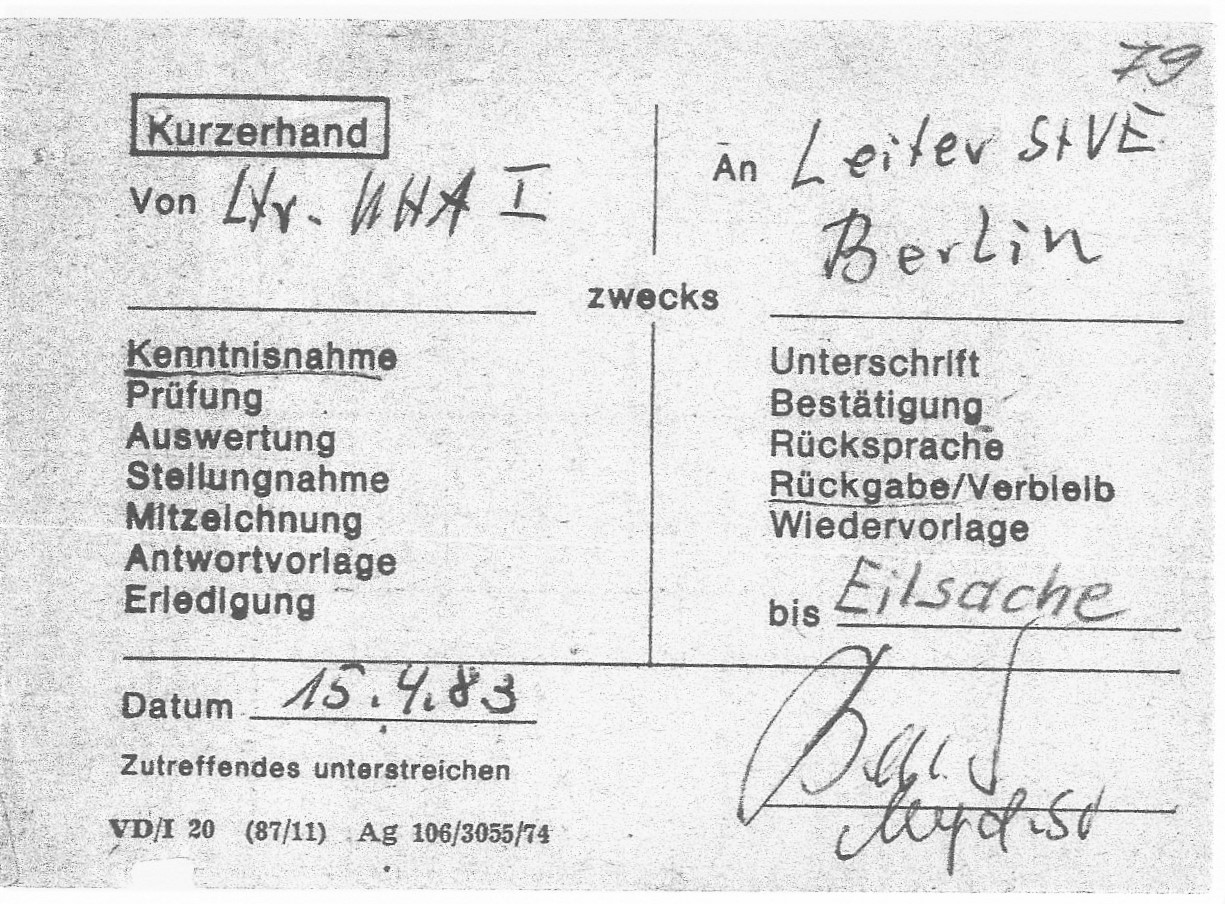 79
Kurzerhand
Von Ltr. UHA I
An Leiter StVE
Berlin
zwecks
Kenntnisnahme
Prüfung
Auswertung
Stellungnahme
Mitzeichnung
Antwortvorlage
Erledigung
Unterschrift
Bestätigung
Rücksprache
Rückgabe/Verbleib
Wiedervorlage
bis Eilsache
Datum 15.4.83
Zutreffendes unterstreichen
VD/I 20 (87/11) Ag 106/3055/74